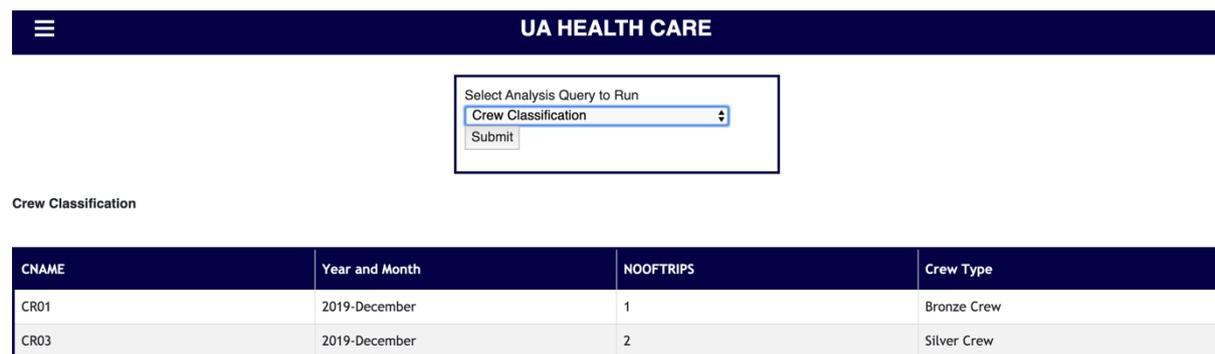 UA HEALTH CARE
Select Analysis Query to Run
Crew Classification
Submit
Crew Classification
CNAME Year and Month NOOFTRIPS Crew Type
CR01 2019-December 1 Bronze Crew
CR03 2019-December 2 Silver Crew